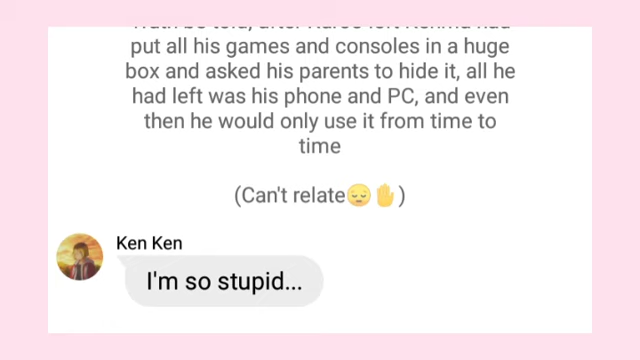 put all his games and consoles in a huge
box and asked his parents to hide it, all he
had left was his phone and PC, and even
then he would only use it from time to
time
(Can't relate😔✋)
Ken Ken
I'm so stupid...